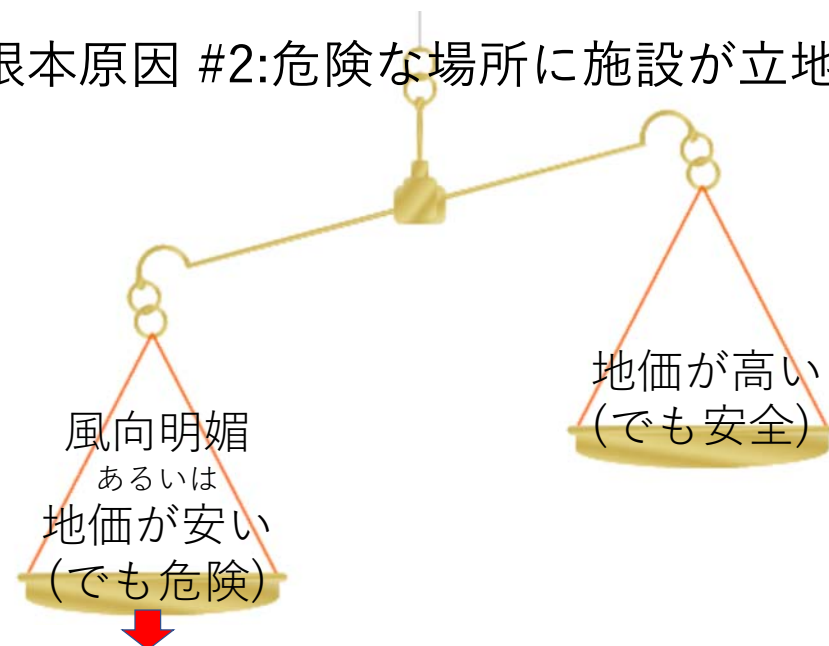 根本原因 #2:危険な場所に施設が立地
地価が高い
(でも安全)
風向明媚
あるいは
地価が安い
(でも危険)